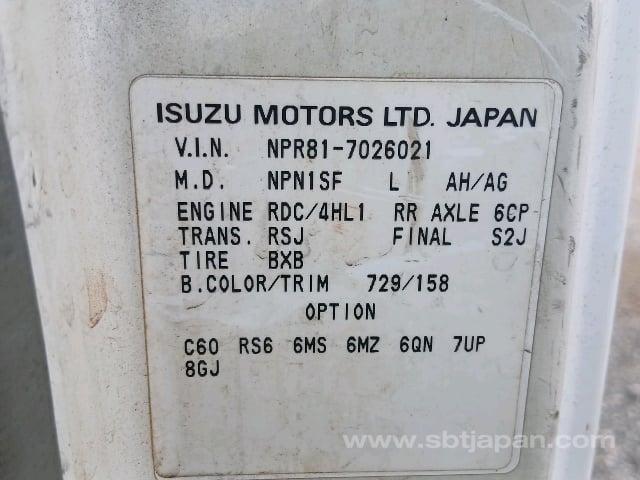 ISUZU MOTORS LTD. JAPAN
V.I.N. NPR81-7026021
M.D. NPN1SF L AH/AG
ENGINE RDC/4HL1 RR AXLE 6CP
TRANS. RSJ FINAL S2J
TIRE BXB
B.COLOR/TRIM 729/158
OPTION
C60 RS6 6MS 6MZ 6QN 7UP
8GJ
www.sbtjapan.com